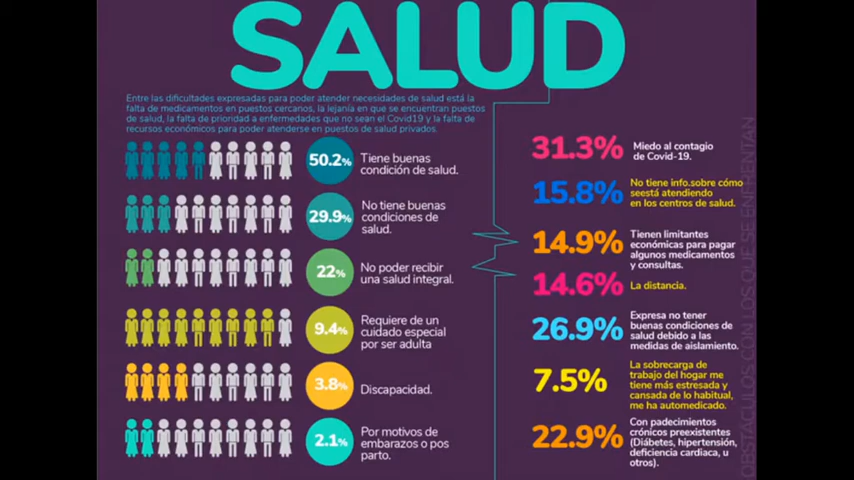 SALUD
Entre las dificultades expresadas para poder atender necesidades de salud está la
falta de medicamentos en puestos cercanos, la lejanía en que se encuentran puestos
de salud, la falta de prioridad a enfermedades que no sean el Covid19 y la falta de
recursos económicos para poder atenderse en puestos de salud privados.
50.2%
Tiene buenas
condición de salud.
29.9%
No tiene buenas
condiciones de
salud.
22%
No poder recibir
una salud integral.
9.4%
Requiere de un
cuidado especial
por ser adulta
3.8%
Discapacidad.
2.1%
Por motivos de
embarazos o pos
parto.
31.3%
Miedo al contagio
de Covid-19.
15.8%
No tiene info.sobre cómo
seestá atendiendo
en los centros de salud.
14.9%
Tienen limitantes
económicas para pagar
algunos medicamentos
y consultas.
14.6%
La distancia.
26.9%
Expresa no tener
buenas condiciones de
salud debido a las
medidas de aislamiento.
7.5%
La sobrecarga de
trabajo del hogar me
tiene más estresada y
cansada de lo habitual,
me ha automedicado.
22.9%
Con padecimientos
crónicos preexistentes
(Diábetes, hipertensión,
deficiencia cardiaca, u
otros).
OBSTÁCULOS CON LOS QUE SE ENFRENTAN